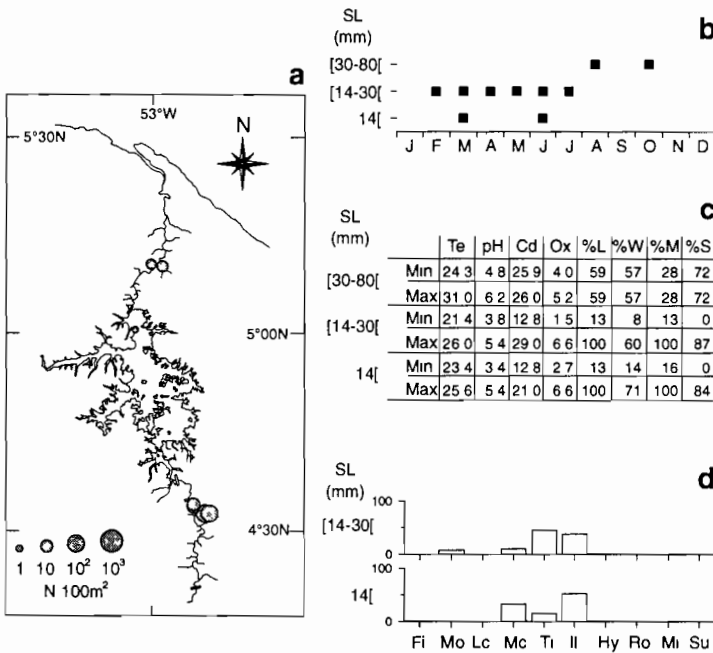 a
53°W
N
5°30N
5°00N
4°30N
1 10 10² 10³
N 100m²
b
SL
(mm)
[30-80[
[14-30[
14[
J F M A M J J A S O N D
c
SL
(mm)
Te pH Cd Ox %L %W %M %S
[30-80[
Min 24 3 4 8 25 9 4 0 59 57 28 72
Max 31 0 6 2 26 0 5 2 59 57 28 72
[14-30[
Min 21 4 3 8 12 8 1 5 13 8 13 0
Max 26 0 5 4 29 0 6 6 100 60 100 87
14[
Min 23 4 3 4 12 8 2 7 13 14 16 0
Max 25 6 5 4 21 0 6 6 100 71 100 84
d
SL
(mm)
100
[14-30[
0
100
14[
0
Fi Mo Lc Mc Ti Il Hy Ro Mi Su